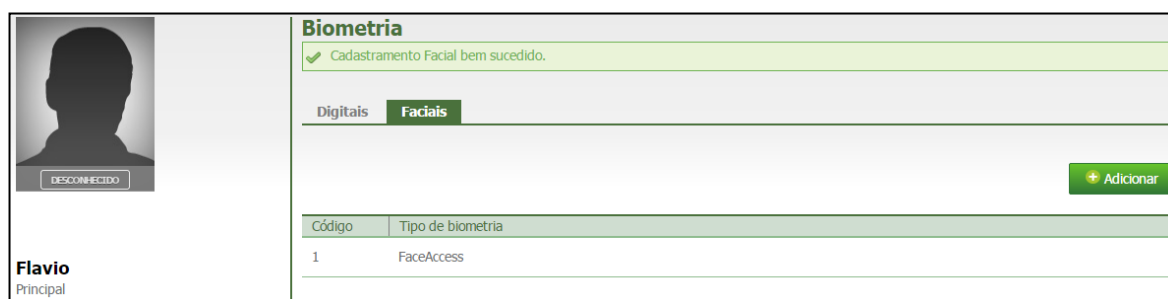 Biometria
Cadastramento Facial bem sucedido.
Digitais Faciais
DESCONHECIDO
Adicionar
Código Tipo de biometria
1 FaceAccess
Flavio
Principal